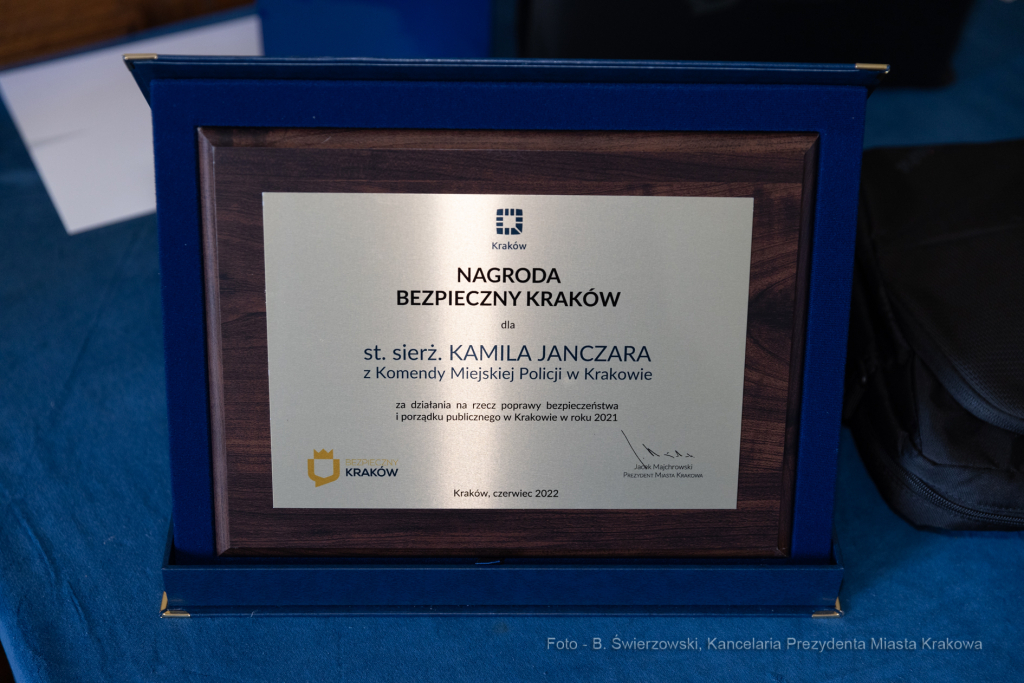 Kraków
NAGRODA
BEZPIECZNY KRAKÓW
dla
st. sierż. KAMILA JANCZARA
z Komendy Miejskiej Policji w Krakowie
za działania na rzecz poprawy bezpieczeństwa
i porządku publicznego w Krakowie w roku 2021
BEZPIECZNY
KRAKÓW
Jacek Majchrowski
PREZYDENT MIASTA KRAKOWA
Kraków, czerwiec 2022
Foto - B. Świerzowski, Kancelaria Prezydenta Miasta Krakowa